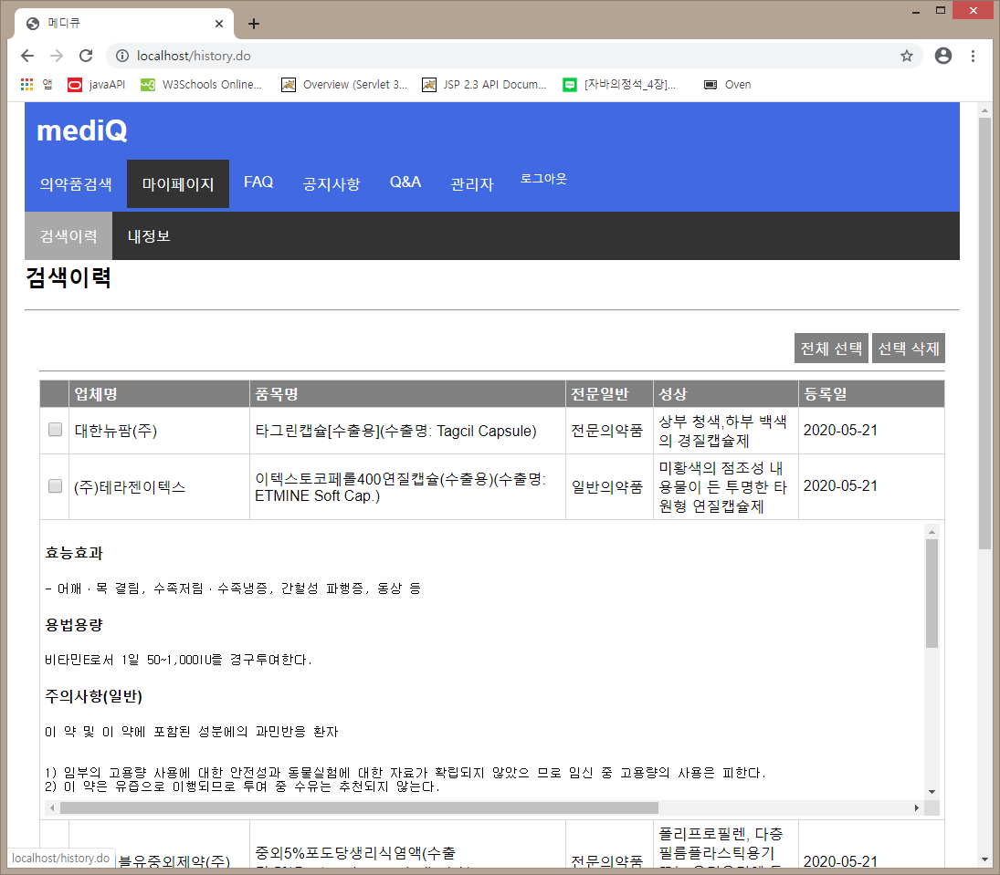 메디큐
localhost/history.do
앱 javaAPI W3Schools Online... Overview (Servlet 3... JSP 2.3 API Docum... [자바의정석_4장]... Oven
mediQ
의약품검색 마이페이지 FAQ 공지사항 Q&A 관리자 로그아웃
검색이력 내정보
검색이력
전체 선택 선택 삭제
업체명 품목명 전문일반 성상 등록일
대한뉴팜(주) 타그린캡슐[수출용](수출명: Tagcil Capsule) 전문의약품 상부 청색,하부 백색
의 경질캡슐제 2020-05-21
(주)테라젠이텍스 이텍스토코페롤400연질캡슐(수출용)(수출명:
ETMINE Soft Cap.) 일반의약품 미황색의 점조성 내
용물이 든 투명한 타
원형 연질캡슐제 2020-05-21
효능효과
- 어깨·목 결림, 수족저림·수족냉증, 간헐성 파행증, 동상 등
용법용량
비타민E로서 1일 50~1,000IU를 경구투여한다.
주의사항(일반)
이 약 및 이 약에 포함된 성분에의 과민반응 환자
1) 임부의 고용량 사용에 대한 안전성과 동물실험에 대한 자료가 확립되지 않았으 므로 임신 중 고용량의 사용은 피한다.
2) 이 약은 유즙으로 이행되므로 투여 중 수유는 추천되지 않는다.
블유중외제약(주) 중외5%포도당생리식염액(수출 전문의약품 폴리프로필렌, 다층
필름플라스틱용기
2020-05-21
localhost/history.do